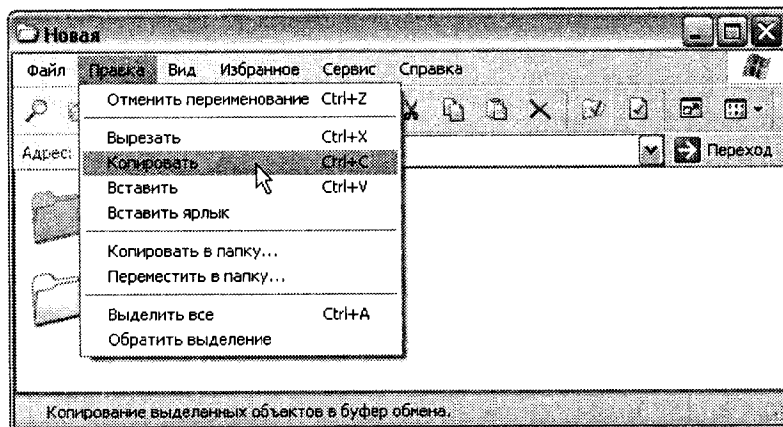 Новая
Файл Правка Вид Избранное Сервис Справка
Отменить переименование Ctrl+Z
Вырезать Ctrl+X
Адрес:
Копировать Ctrl+C
Переход
Вставить Ctrl+V
Вставить ярлык
Копировать в папку...
Переместить в папку...
Выделить все Ctrl+A
Обратить выделение
Копирование выделенных объектов в буфер обмена.